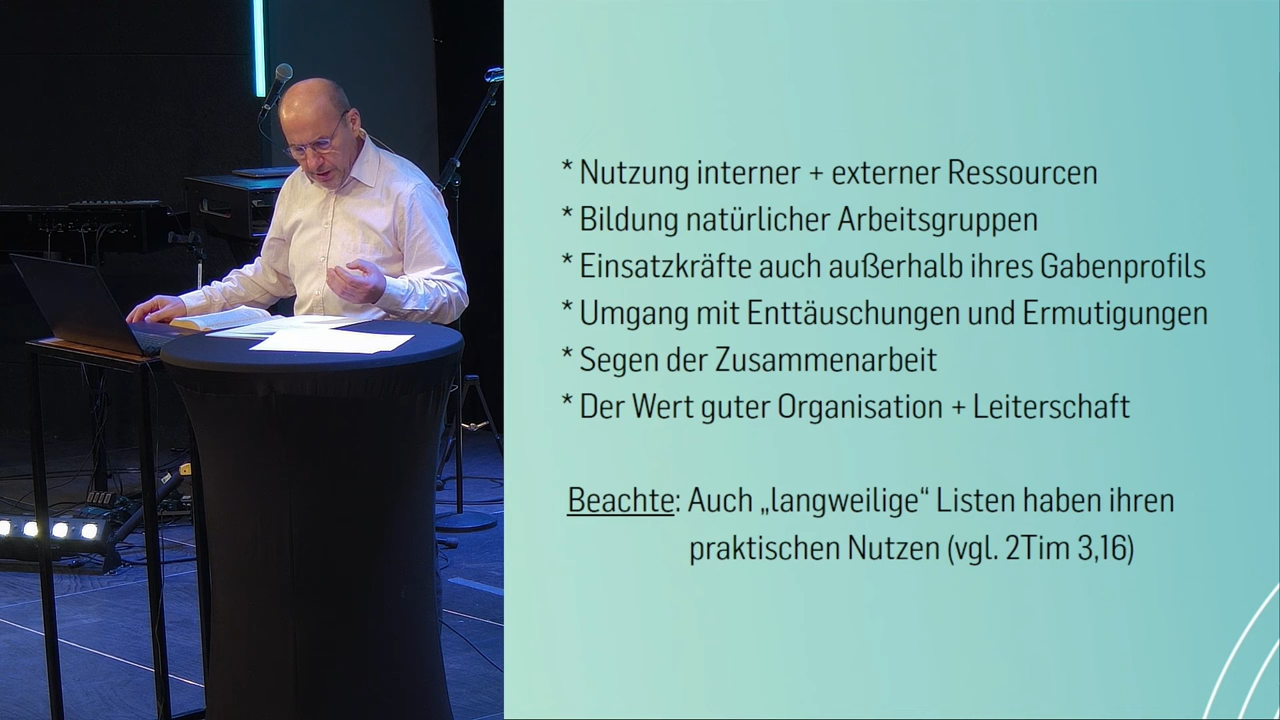 * Nutzung interner + externer Ressourcen
* Bildung natürlicher Arbeitsgruppen
* Einsatzkräfte auch außerhalb ihres Gabenprofils
* Umgang mit Enttäuschungen und Ermutigungen
* Segen der Zusammenarbeit
* Der Wert guter Organisation + Leiterschaft
Beachte: Auch „langweilige“ Listen haben ihren
praktischen Nutzen (vgl. 2Tim 3,16)